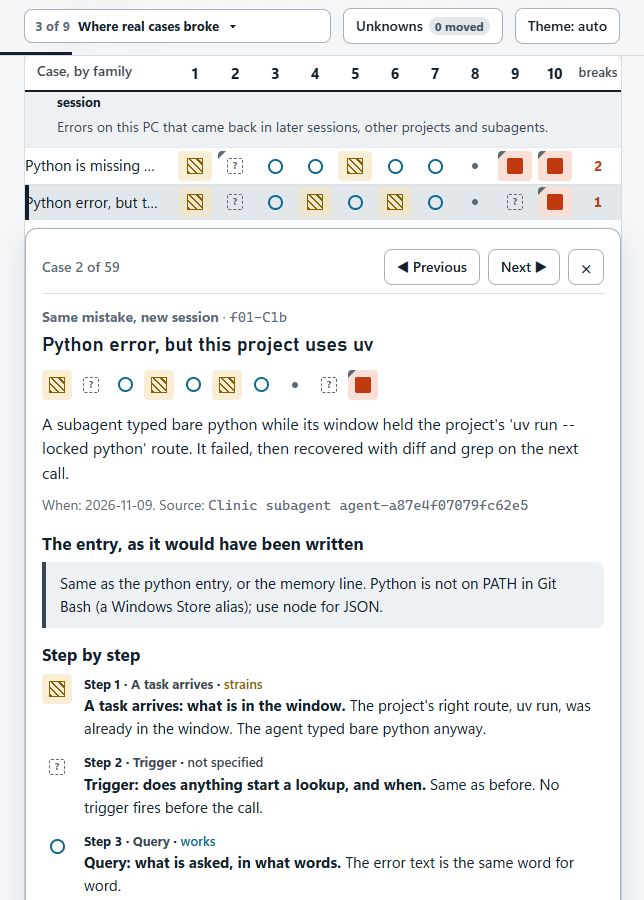 3 of 9 Where real cases broke
Unknowns 0 moved
Theme: auto
Case, by family 1 2 3 4 5 6 7 8 9 10 breaks
session
Errors on this PC that came back in later sessions, other projects and subagents.
Python is missing ... ? 2
Python error, but t... ? ? 1
Case 2 of 59
◀ Previous
Next ▶
×
Same mistake, new session · f01-C1b
Python error, but this project uses uv
? ?
A subagent typed bare python while its window held the project's 'uv run --
locked python' route. It failed, then recovered with diff and grep on the next
call.
When: 2026-11-09. Source: Clinic subagent agent-a87e4f07079fc62e5
The entry, as it would have been written
Same as the python entry, or the memory line. Python is not on PATH in Git
Bash (a Windows Store alias); use node for JSON.
Step by step
Step 1 · A task arrives · strains
A task arrives: what is in the window. The project's right route, uv run, was
already in the window. The agent typed bare python anyway.
?
Step 2 · Trigger · not specified
Trigger: does anything start a lookup, and when. Same as before. No
trigger fires before the call.
Step 3 · Query · works
Query: what is asked, in what words. The error text is the same word for
word.